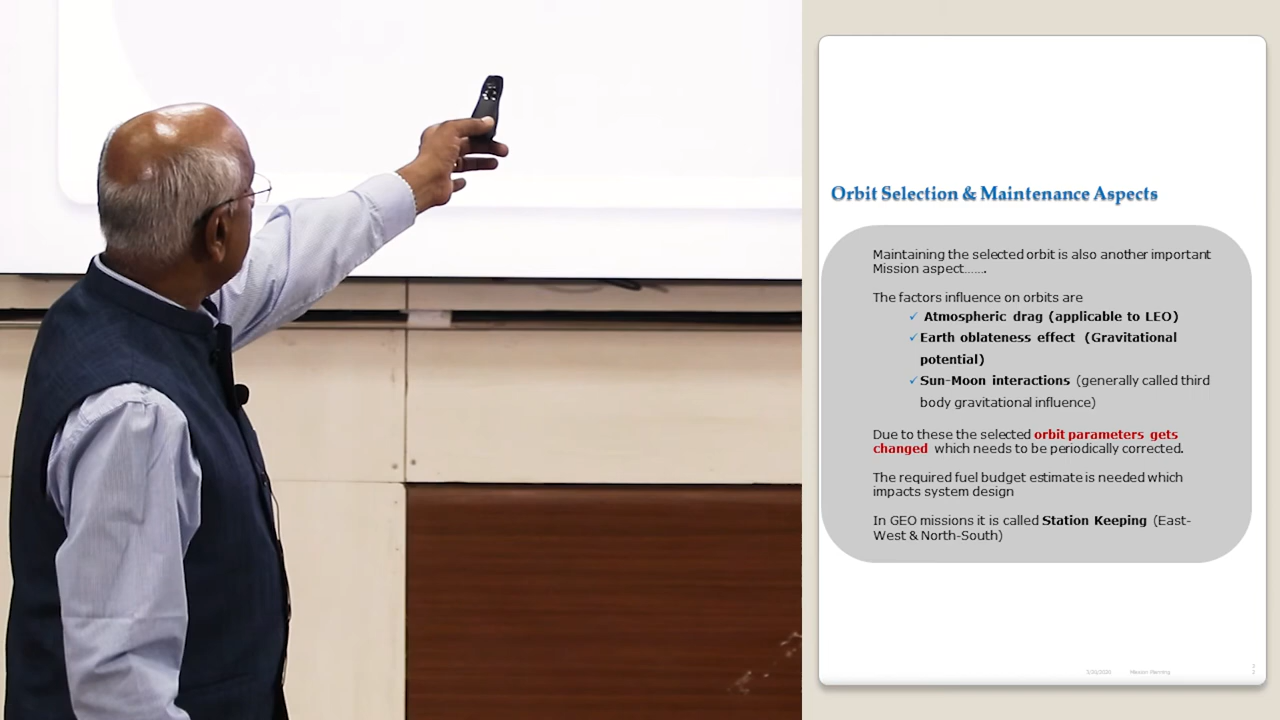 Orbit Selection & Maintenance Aspects
Maintaining the selected orbit is also another important
Mission aspect…….
The factors influence on orbits are
✓ Atmospheric drag (applicable to LEO)
✓ Earth oblateness effect (Gravitational
potential)
✓ Sun-Moon interactions (generally called third
body gravitational influence)
Due to these the selected orbit parameters gets
changed which needs to be periodically corrected.
The required fuel budget estimate is needed which
impacts system design
In GEO missions it is called Station Keeping (East-
West & North-South)
Mission Planning